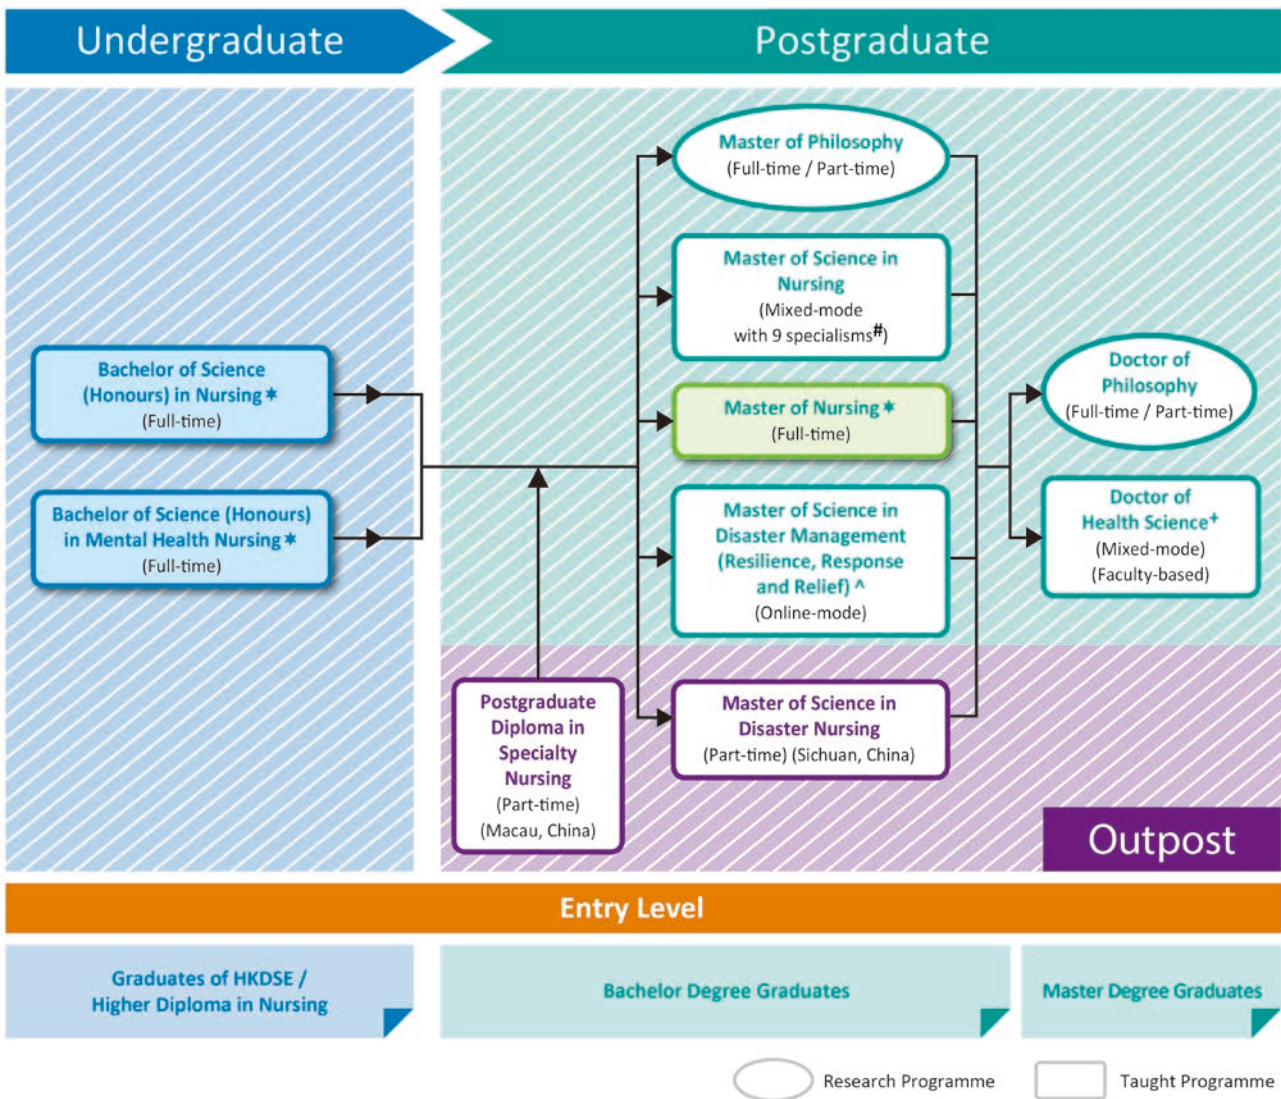 Undergraduate
Postgraduate
Master of Philosophy
(Full-time / Part-time)
Master of Science in
Nursing
(Mixed-mode
with 9 specialisms#)
Bachelor of Science
(Honours) in Nursing*
(Full-time)
Master of Nursing*
(Full-time)
Doctor of
Philosophy
(Full-time / Part-time)
Bachelor of Science (Honours)
in Mental Health Nursing*
(Full-time)
Master of Science in
Disaster Management
(Resilience, Response
and Relief) ^
(Online-mode)
Doctor of
Health Science+
(Mixed-mode)
(Faculty-based)
Postgraduate
Diploma in
Specialty
Nursing
(Part-time)
(Macau, China)
Master of Science in
Disaster Nursing
(Part-time) (Sichuan, China)
Outpost
Entry Level
Graduates of HKDSE /
Higher Diploma in Nursing
Bachelor Degree Graduates
Master Degree Graduates
Research Programme
Taught Programme